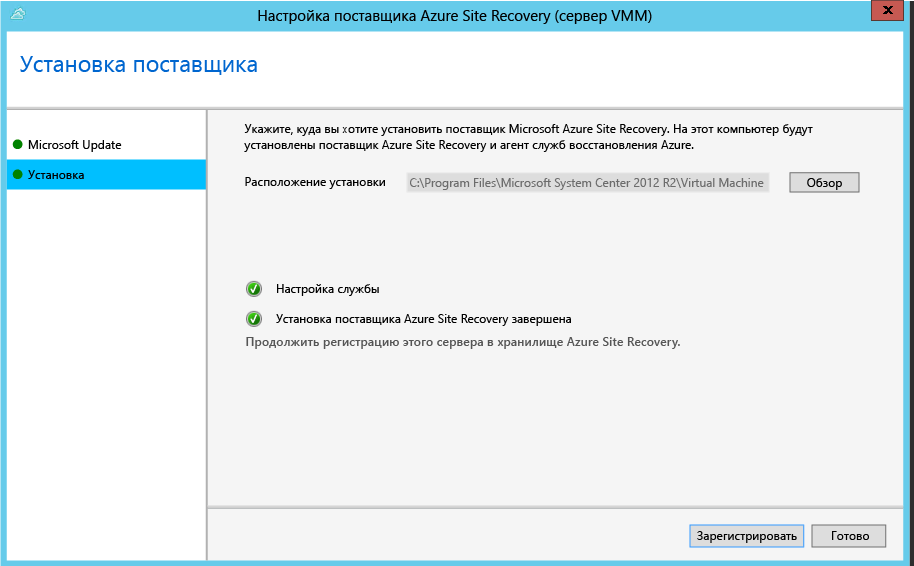 Настройка поставщика Azure Site Recovery (сервер VMM)
Установка поставщика
Microsoft Update
Установка
Укажите, куда вы хотите установить поставщик Microsoft Azure Site Recovery. На этот компьютер будут
установлены поставщик Azure Site Recovery и агент служб восстановления Azure.
Расположение установки C:\Program Files\Microsoft System Center 2012 R2\Virtual Machine Обзор
Настройка службы
Установка поставщика Azure Site Recovery завершена
Продолжить регистрацию этого сервера в хранилище Azure Site Recovery.
Зарегистрировать Готово